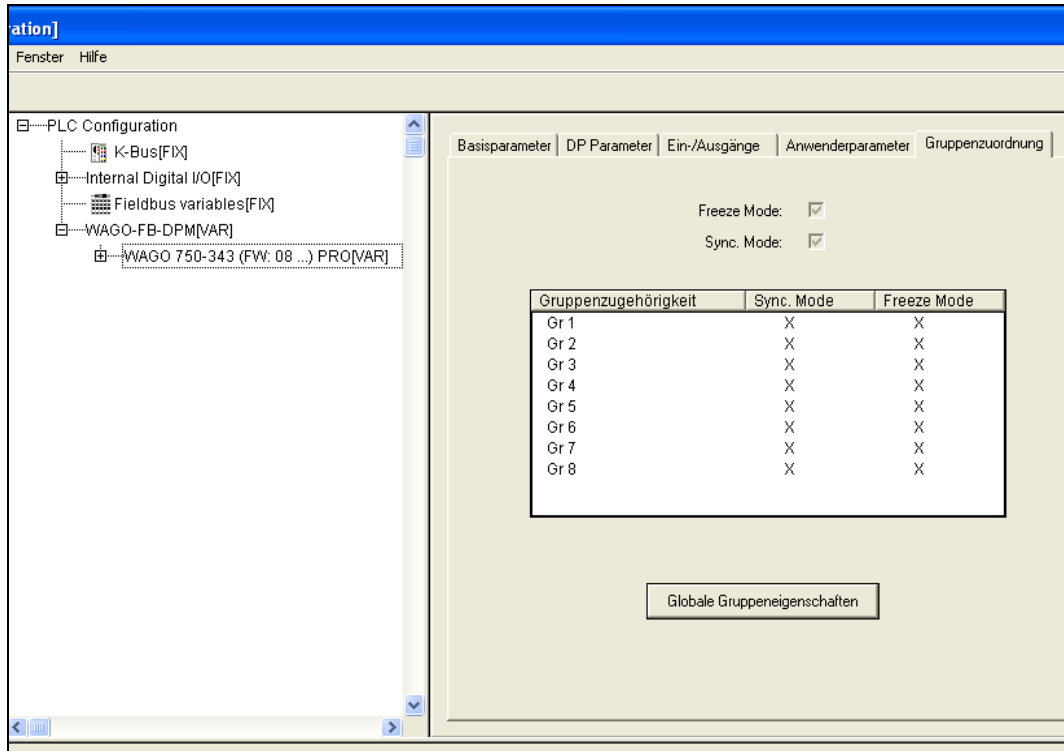 ration]
Fenster Hilfe
PLC Configuration
K-Bus[FIX]
Internal Digital I/O[FIX]
Fieldbus variables[FIX]
WAGO-FB-DPM[VAR]
WAGO 750-343 (FW: 08 ...) PRO[VAR]
Basisparameter DP Parameter Ein-/Ausgänge Anwenderparameter Gruppenzuordnung
Freeze Mode:
Sync. Mode:
Gruppenzugehörigkeit Sync. Mode Freeze Mode
Gr 1 X X
Gr 2 X X
Gr 3 X X
Gr 4 X X
Gr 5 X X
Gr 6 X X
Gr 7 X X
Gr 8 X X
Globale Gruppeneigenschaften